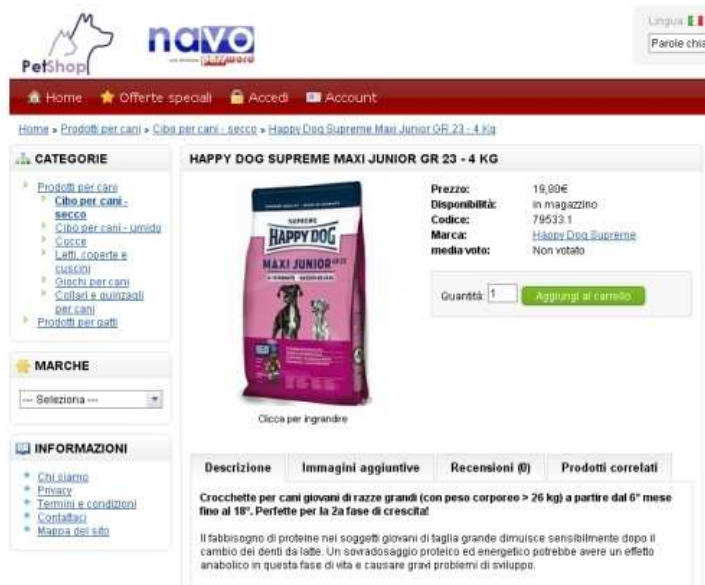 PetShop
navo
password
Lingua:
Parole chia
Home
Offerte speciali
Accedi
Account
Home » Prodotti per cani » Cibo per cani - secco » Happy Dog Supreme Maxi Junior GR 23 - 4 Kg
CATEGORIE
Prodotti per cani
Cibo per cani - secco
Cibo per cani - umido
Cucce
Letti, coperte e cuscini
Giochi per cani
Collari e guinzagli per cani
Prodotti per gatti
MARCHE
--- Seleziona ---
INFORMAZIONI
Chi siamo
Privacy
Termini e condizioni
Contattaci
Mappa del sito
HAPPY DOG SUPREME MAXI JUNIOR GR 23 - 4 KG
SUPREME
HAPPY DOG
MAXI JUNIOR
Clicca per ingrandire
Prezzo: 19,80€
Disponibilità: in magazzino
Codice: 79533.1
Marca: Happy Dog Supreme
media voto: Non votato
Quantità: 1 Aggiungi al carrello
Descrizione
Immagini aggiuntive
Recensioni (0)
Prodotti correlati
Crocchette per cani giovani di razze grandi (con peso corporeo > 26 kg) a partire dal 6° mese
fino al 18°. Perfette per la 2a fase di crescita!
Il fabbisogno di proteine nei soggetti giovani di taglia grande dimuisce sensibilmente dopo il
cambio dei denti da latte. Un sovradosaggio proteico ed energetico potrebbe avere un effetto
anabolico in questa fase di vita e causare gravi problemi di sviluppo.